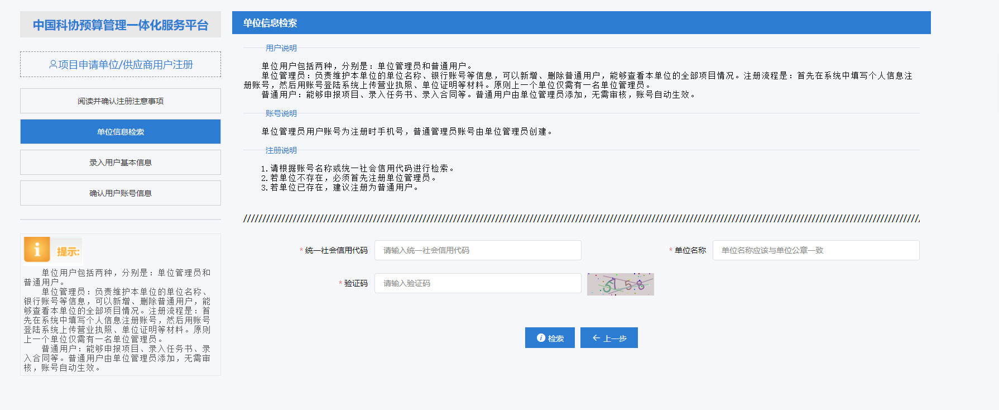 中国科协预算管理一体化服务平台
项目申请单位/供应商用户注册
阅读并确认注册注意事项
单位信息检索
录入用户基本信息
确认用户账号信息
提示:
单位用户包括两种，分别是：单位管理员和
普通用户。
单位管理员：负责维护本单位的单位名称、
银行账号等信息，可以新增、删除普通用户，能
够查看本单位的全部项目情况。注册流程是：首
先在系统中填写个人信息注册账号，然后用账号
登陆系统上传营业执照、单位证明等材料。原则
上一个单位仅需有一名单位管理员。
普通用户：能够申报项目、录入任务书、录
入合同等。普通用户由单位管理员添加，无需审
核，账号自动生效。
单位信息检索
用户说明
单位用户包括两种，分别是：单位管理员和普通用户。
单位管理员：负责维护本单位的单位名称、银行账号等信息，可以新增、删除普通用户，能够查看本单位的全部项目情况。注册流程是：首先在系统中填写个人信息注
册账号，然后用账号登陆系统上传营业执照、单位证明等材料。原则上一个单位仅需有一名单位管理员。
普通用户：能够申报项目、录入任务书、录入合同等。普通用户由单位管理员添加，无需审核，账号自动生效。
账号说明
单位管理员用户账号为注册时手机号，普通管理员账号由单位管理员创建。
注册说明
1.请根据账号名称或统一社会信用代码进行检索。
2.若单位不存在，必须首先注册单位管理员。
3.若单位已存在，建议注册为普通用户。
* 统一社会信用代码 请输入统一社会信用代码 * 单位名称 单位名称应该与单位公章一致
* 验证码 请输入验证码 5158
检索 上一步